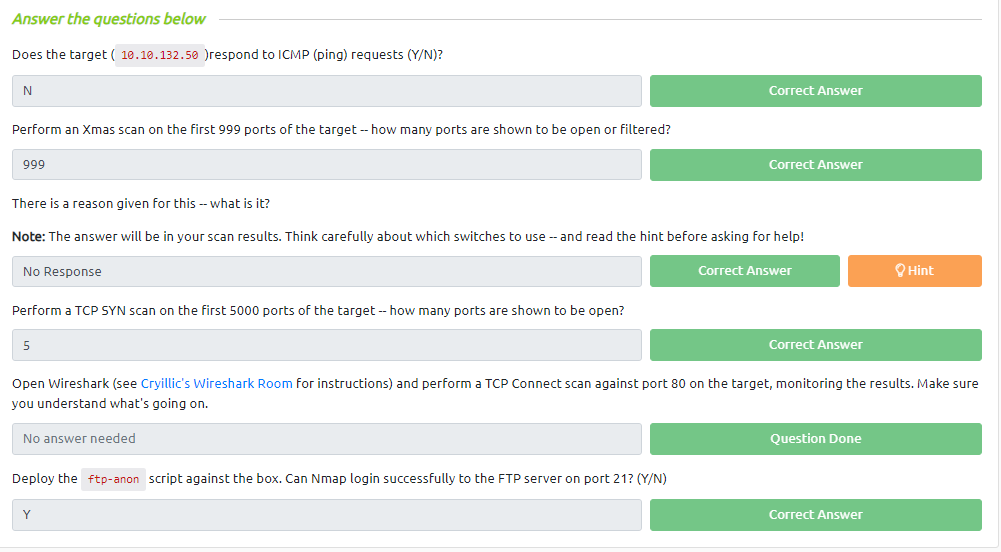 Answer the questions below
Does the target ( 10.10.132.50 )respond to ICMP (ping) requests (Y/N)?
N
Correct Answer
Perform an Xmas scan on the first 999 ports of the target -- how many ports are shown to be open or filtered?
999
Correct Answer
There is a reason given for this -- what is it?
Note: The answer will be in your scan results. Think carefully about which switches to use -- and read the hint before asking for help!
No Response
Correct Answer
Hint
Perform a TCP SYN scan on the first 5000 ports of the target -- how many ports are shown to be open?
5
Correct Answer
Open Wireshark (see Cryillic's Wireshark Room for instructions) and perform a TCP Connect scan against port 80 on the target, monitoring the results. Make sure
you understand what's going on.
No answer needed
Question Done
Deploy the ftp-anon script against the box. Can Nmap login successfully to the FTP server on port 21? (Y/N)
Y
Correct Answer